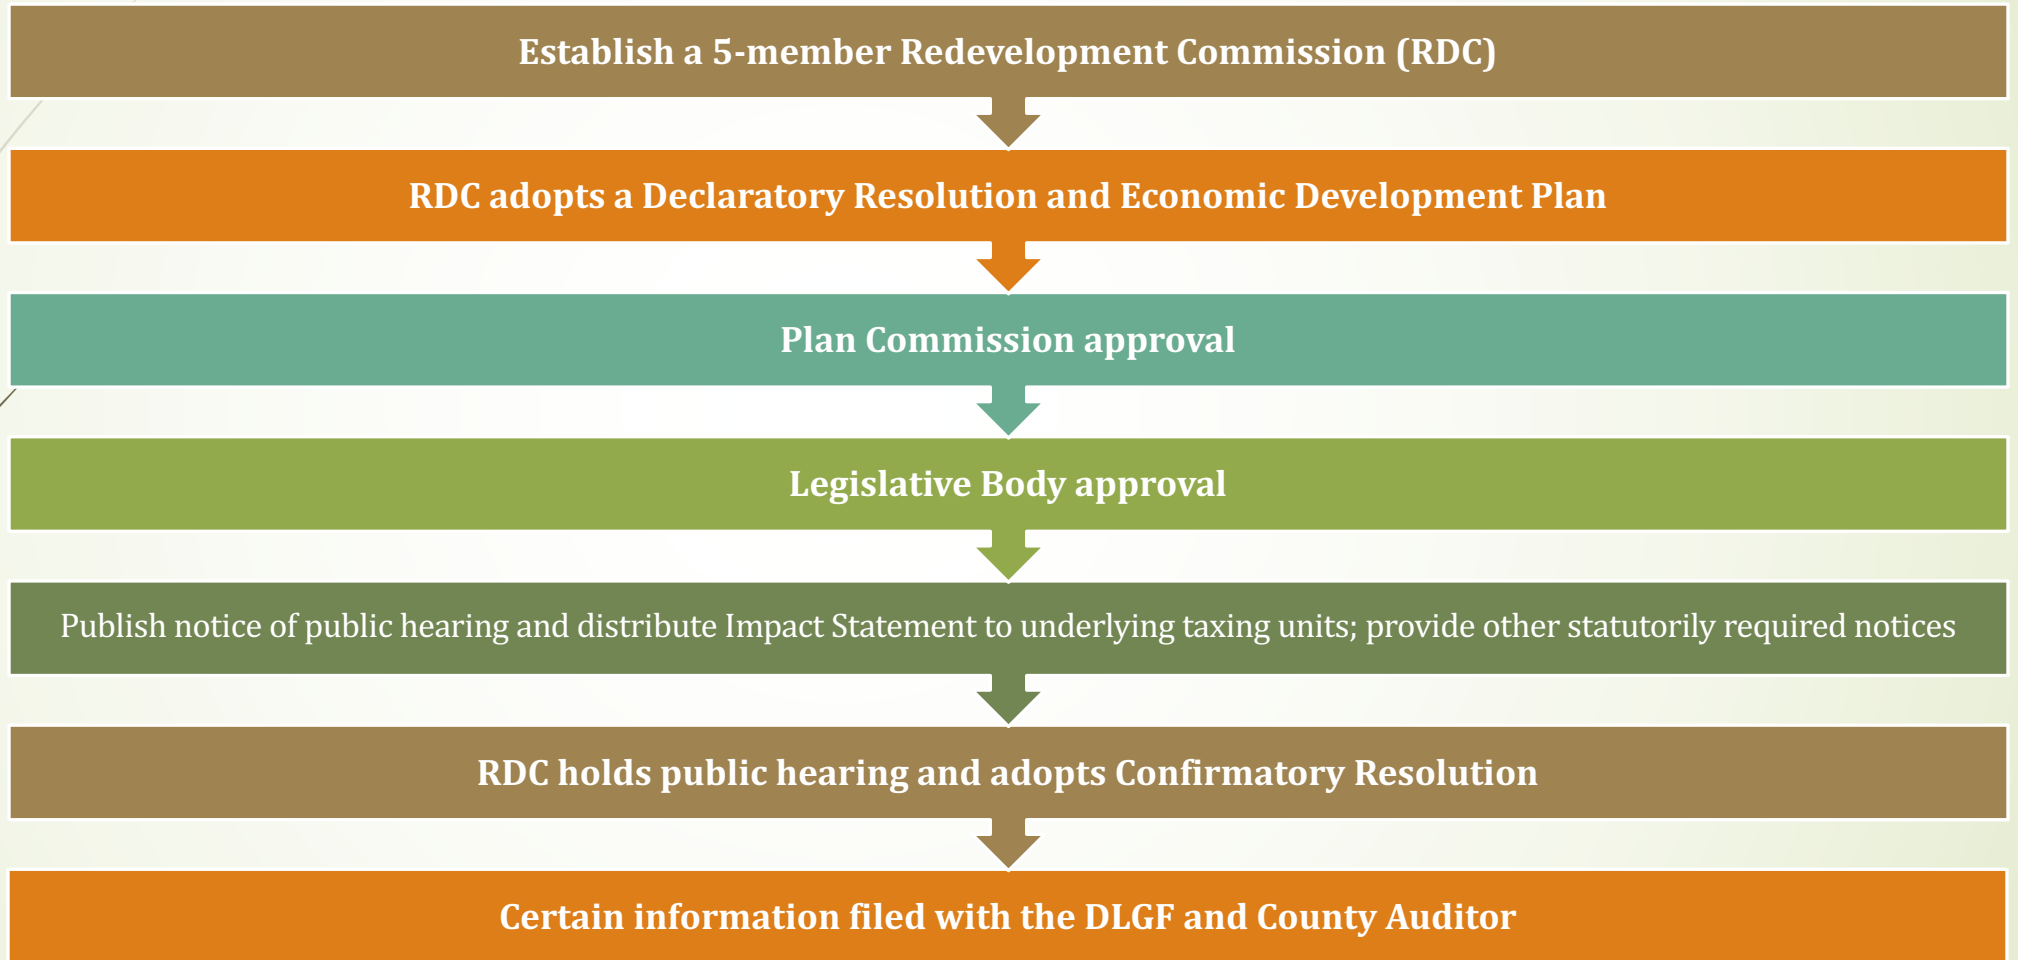 Establish a 5-member Redevelopment Commission (RDC)
RDC adopts a Declaratory Resolution and Economic Development Plan
Plan Commission approval
Legislative Body approval
Publish notice of public hearing and distribute Impact Statement to underlying taxing units; provide other statutorily required notices
RDC holds public hearing and adopts Confirmatory Resolution
Certain information filed with the DLGF and County Auditor